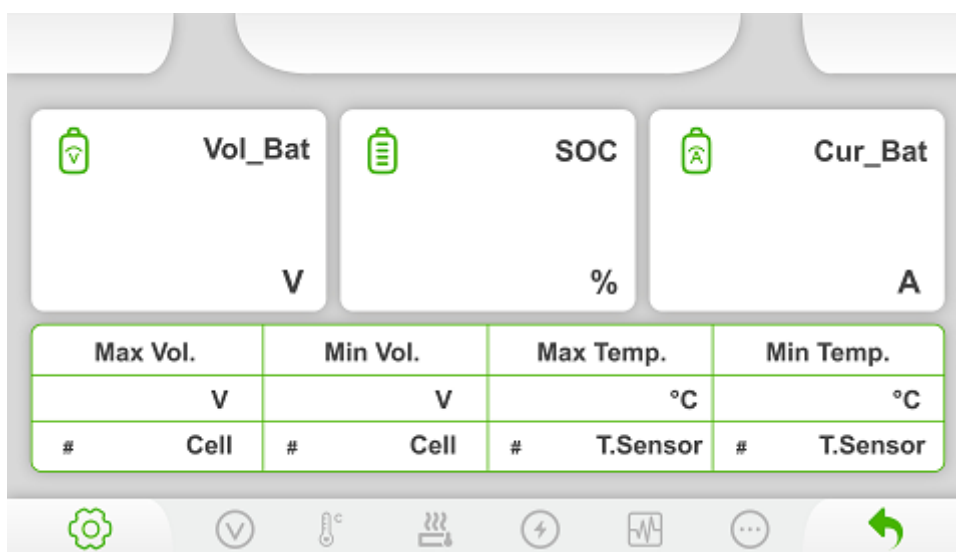 Vol_Bat SOC Cur_Bat
V % A
Max Vol. Min Vol. Max Temp. Min Temp.
V V °C °C
# Cell # Cell # T.Sensor # T.Sensor